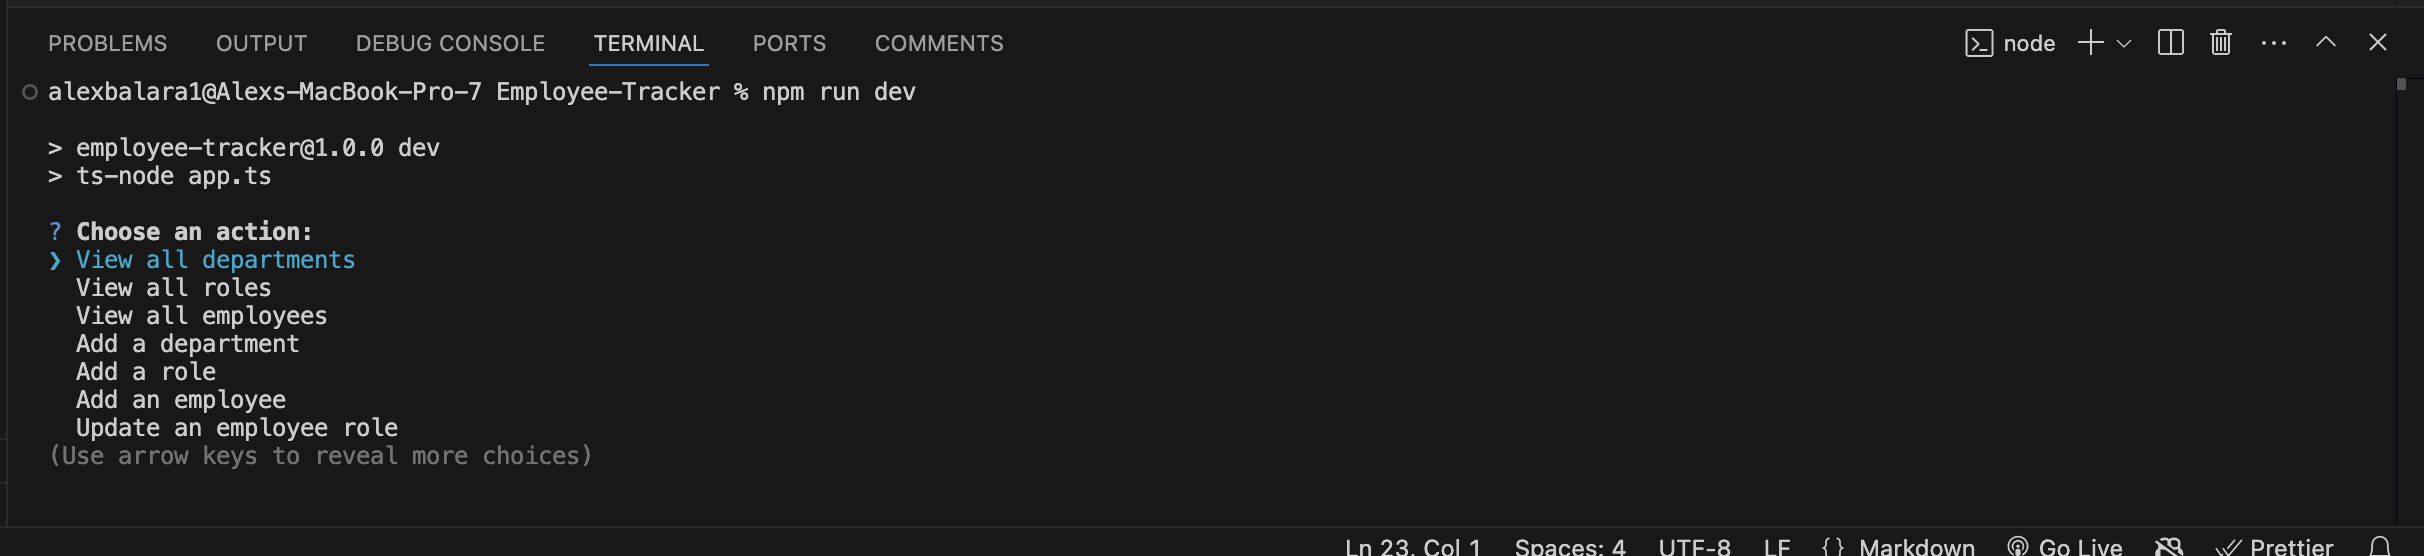 PROBLEMS OUTPUT DEBUG CONSOLE TERMINAL PORTS COMMENTS node
alexbalara1@Alexs-MacBook-Pro-7 Employee-Tracker % npm run dev
> employee-tracker@1.0.0 dev
> ts-node app.ts
? Choose an action:
❯ View all departments
View all roles
View all employees
Add a department
Add a role
Add an employee
Update an employee role
(Use arrow keys to reveal more choices)
Ln 23, Col 1 Spaces: 4 UTF-8 LF {} Markdown Go Live Prettier